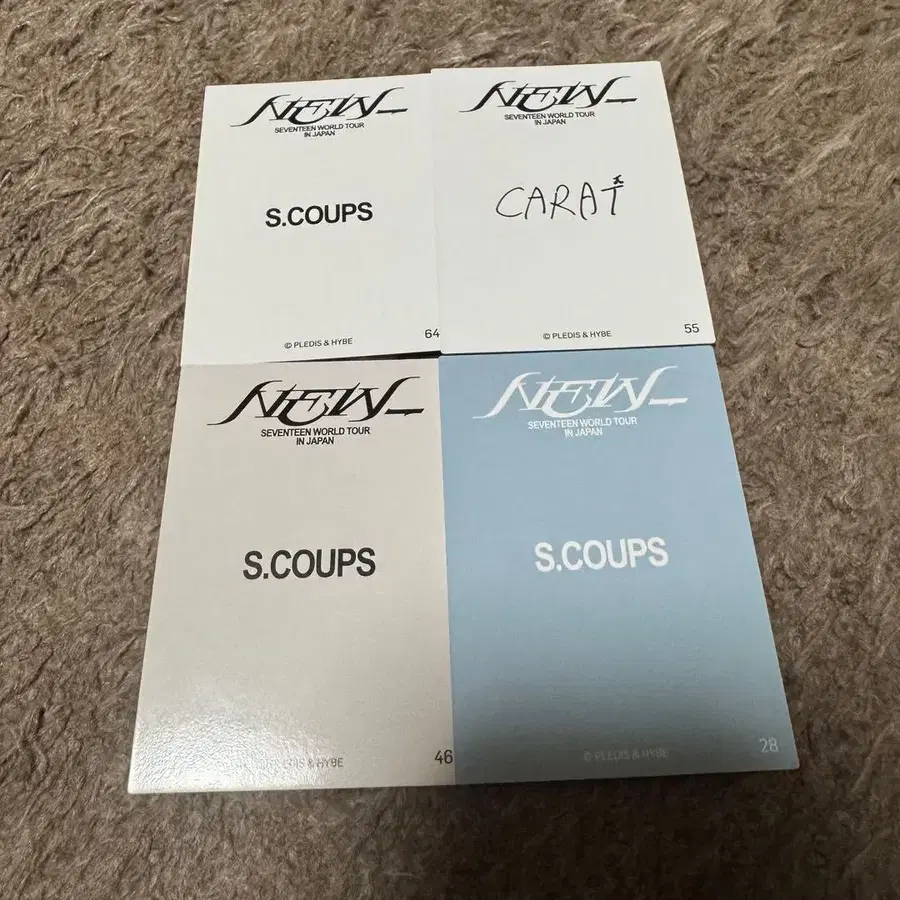 NEW_
SEVENTEEN WORLD TOUR
IN JAPAN
S.COUPS
© PLEDIS & HYBE
64
NEW_
SEVENTEEN WORLD TOUR
IN JAPAN
CARAT
© PLEDIS & HYBE
55
NEW_
SEVENTEEN WORLD TOUR
IN JAPAN
S.COUPS
PLEDIS & HYBE
46
NEW_
SEVENTEEN WORLD TOUR
IN JAPAN
S.COUPS
© PLEDIS & HYBE
28